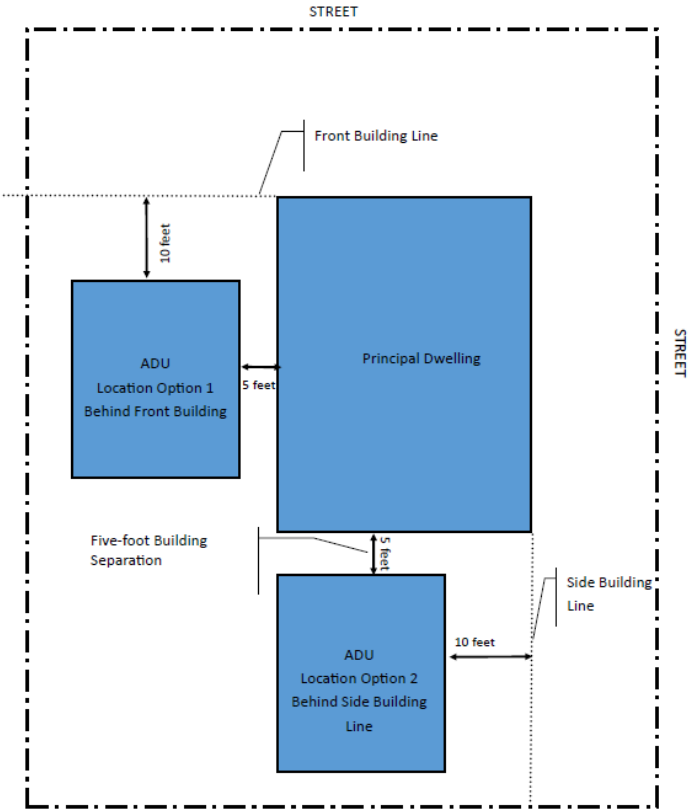 STREET
Front Building Line
10 feet
ADU
Location Option 1
Behind Front Building
5 feet
Principal Dwelling
STREET
Five-foot Building
Separation
5 feet
Side Building
Line
10 feet
ADU
Location Option 2
Behind Side Building
Line